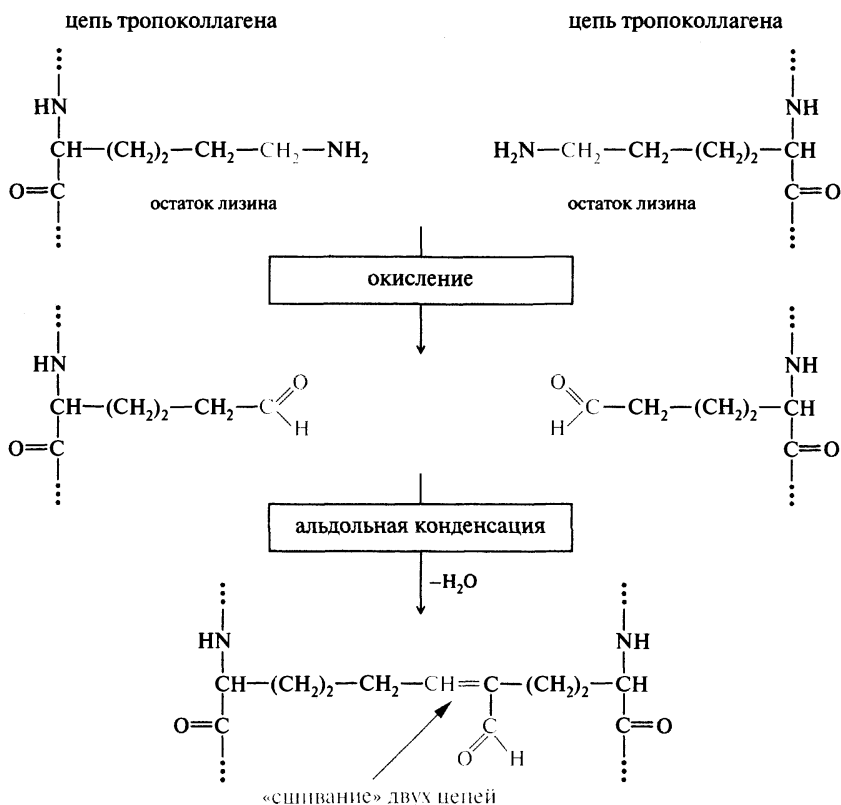 цепь тропоколлагена цепь тропоколлагена
HN NH
CH—(CH₂)₂—CH₂—CH₂—NH₂ H₂N—CH₂—CH₂—(CH₂)₂—CH
O=C C=O
остаток лизина остаток лизина
окисление
HN NH
O O
CH—(CH₂)₂—CH₂—C C—CH₂—(CH₂)₂—CH
H H
O=C C=O
альдольная конденсация
–H₂O
HN NH
CH—(CH₂)₂—CH₂—CH=C—(CH₂)₂—CH
O=C C C=O
O H
«сшивание» двух цепей